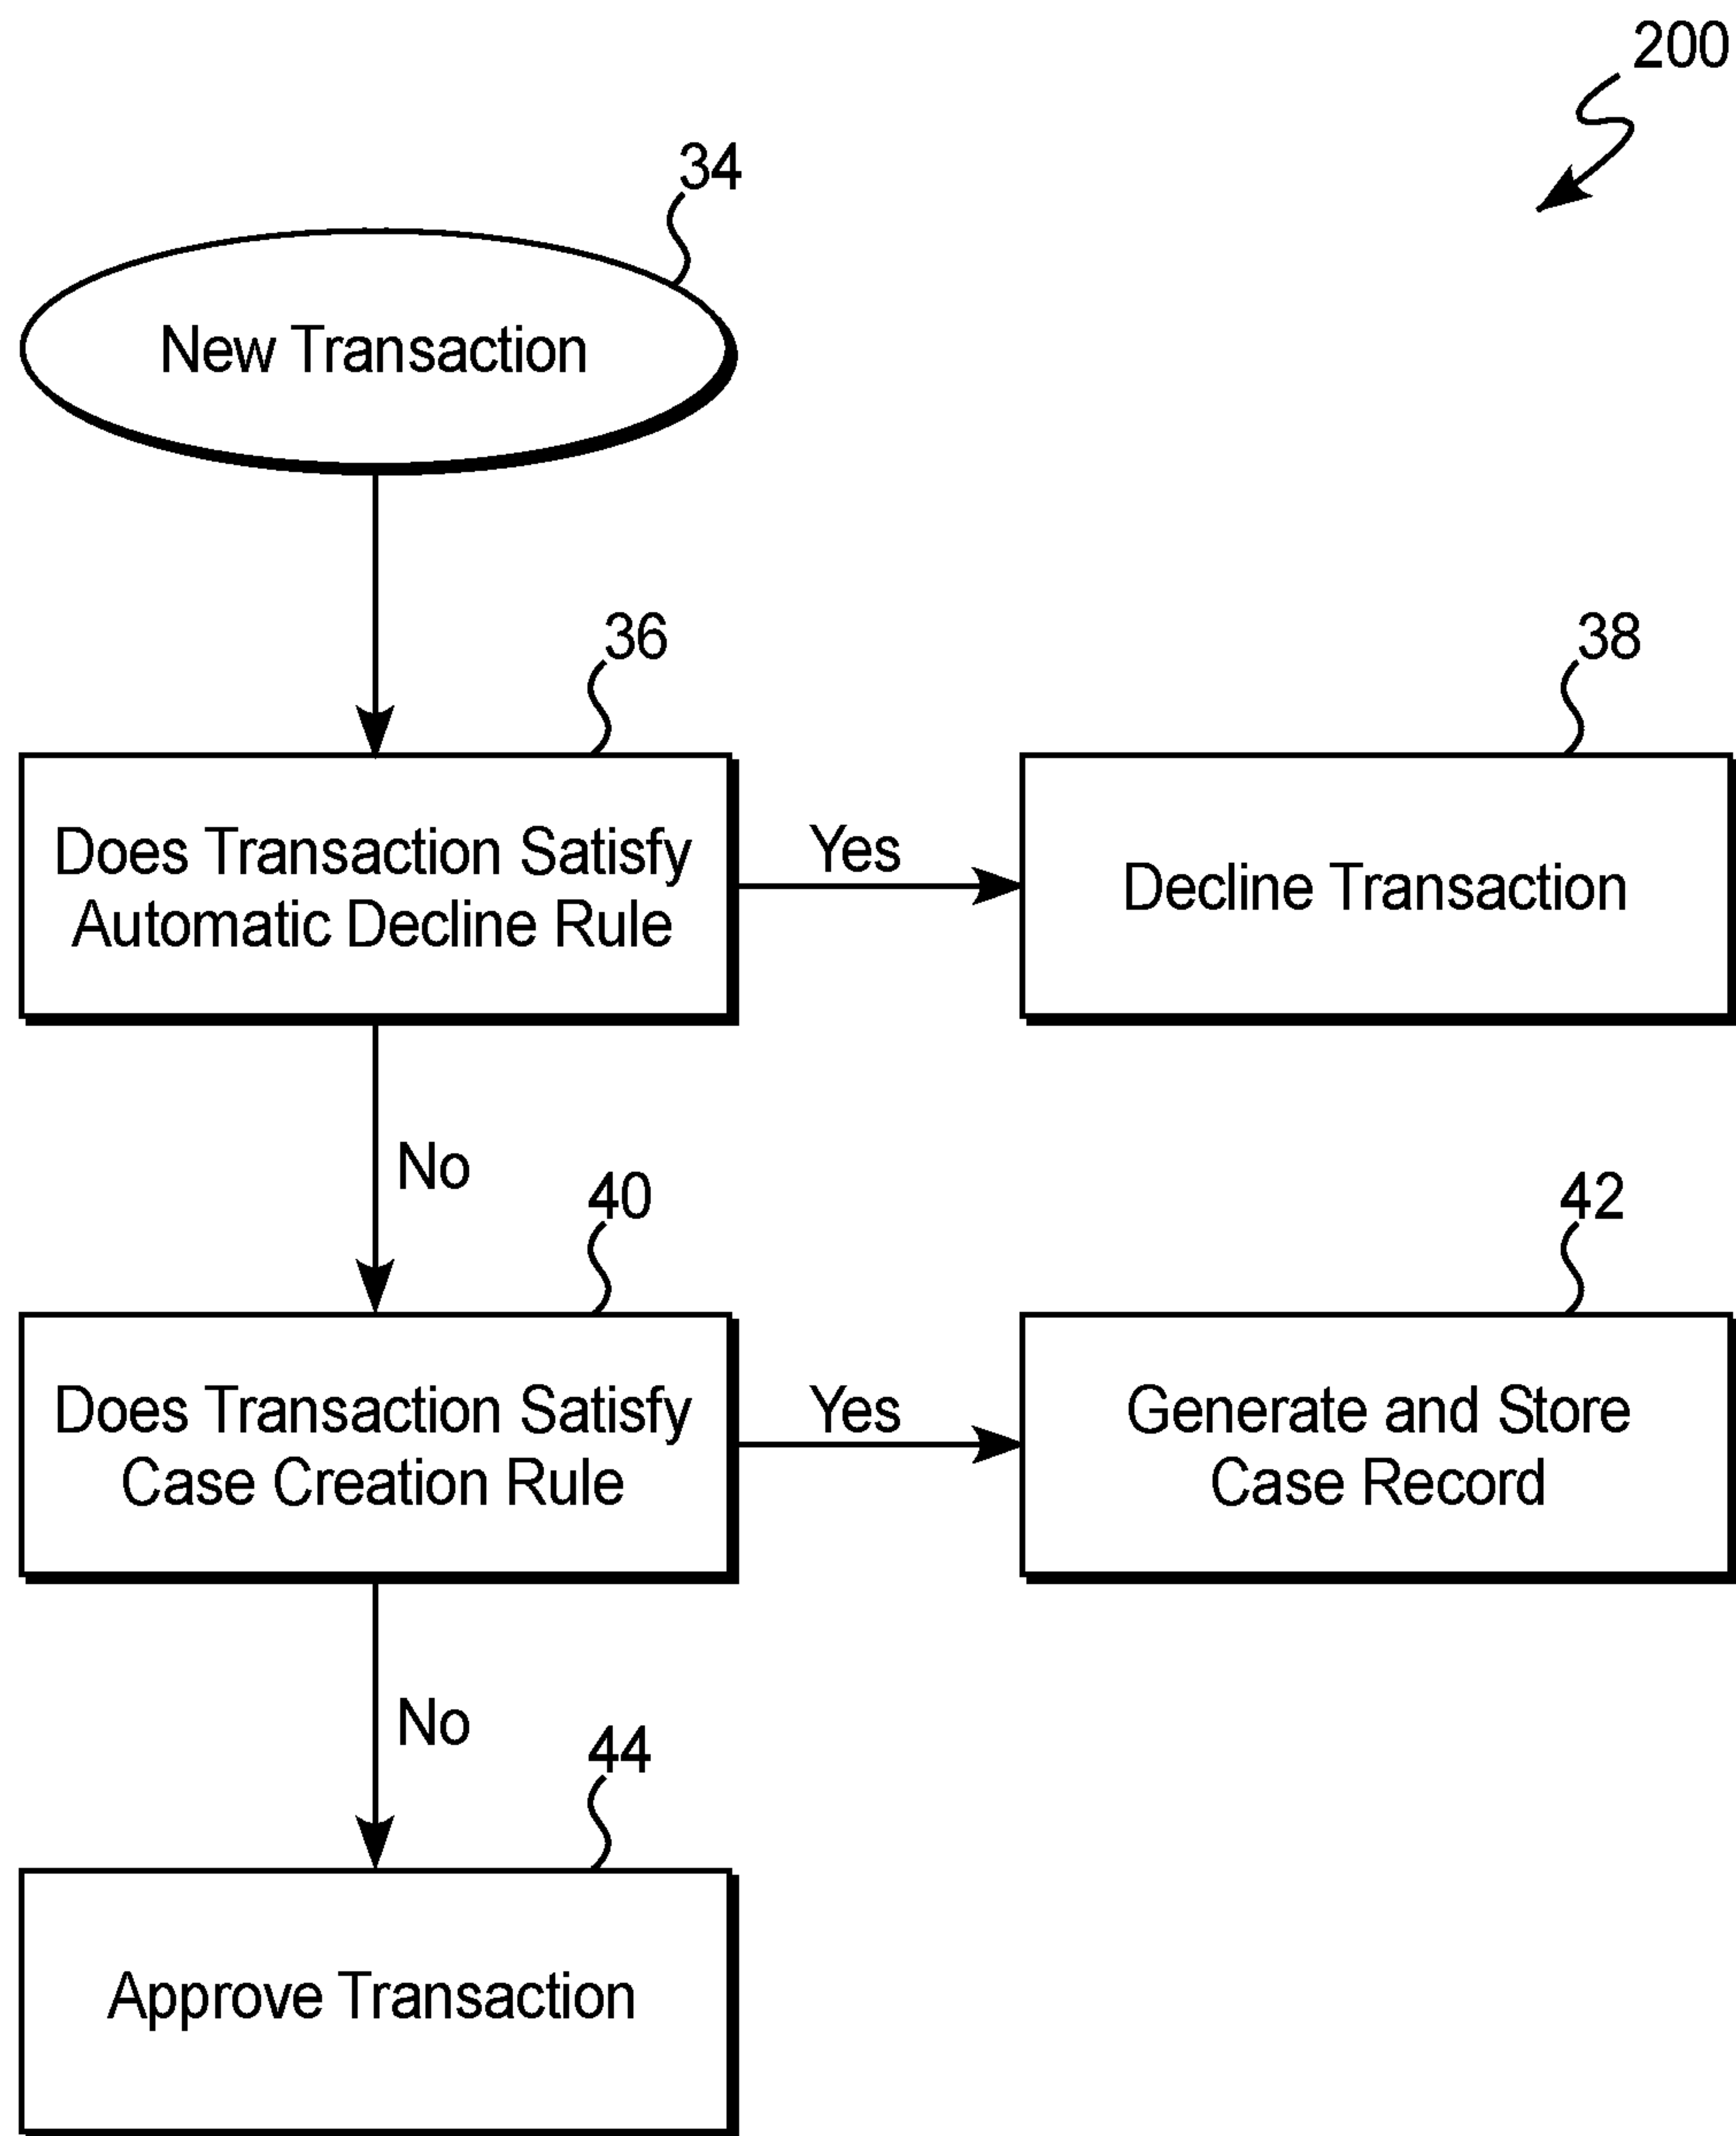 200
34
New Transaction
36
38
Does Transaction Satisfy
Automatic Decline Rule
Yes
Decline Transaction
No
40
42
Does Transaction Satisfy
Case Creation Rule
Yes
Generate and Store
Case Record
No
44
Approve Transaction